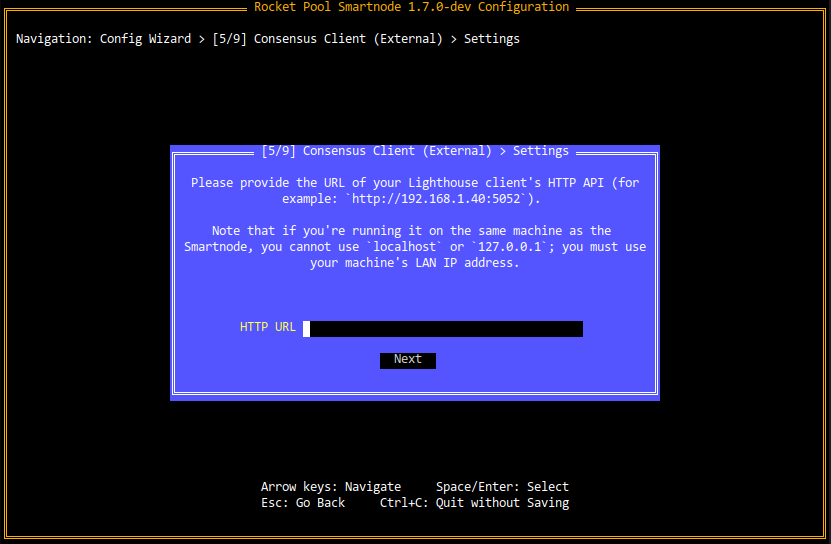 Rocket Pool Smartnode 1.7.0-dev Configuration
Navigation: Config Wizard > [5/9] Consensus Client (External) > Settings
[5/9] Consensus Client (External) > Settings
Please provide the URL of your Lighthouse client's HTTP API (for
example: `http://192.168.1.40:5052`).
Note that if you're running it on the same machine as the
Smartnode, you cannot use `localhost` or `127.0.0.1`; you must use
your machine's LAN IP address.
HTTP URL
Next
Arrow keys: Navigate     Space/Enter: Select
Esc: Go Back     Ctrl+C: Quit without Saving